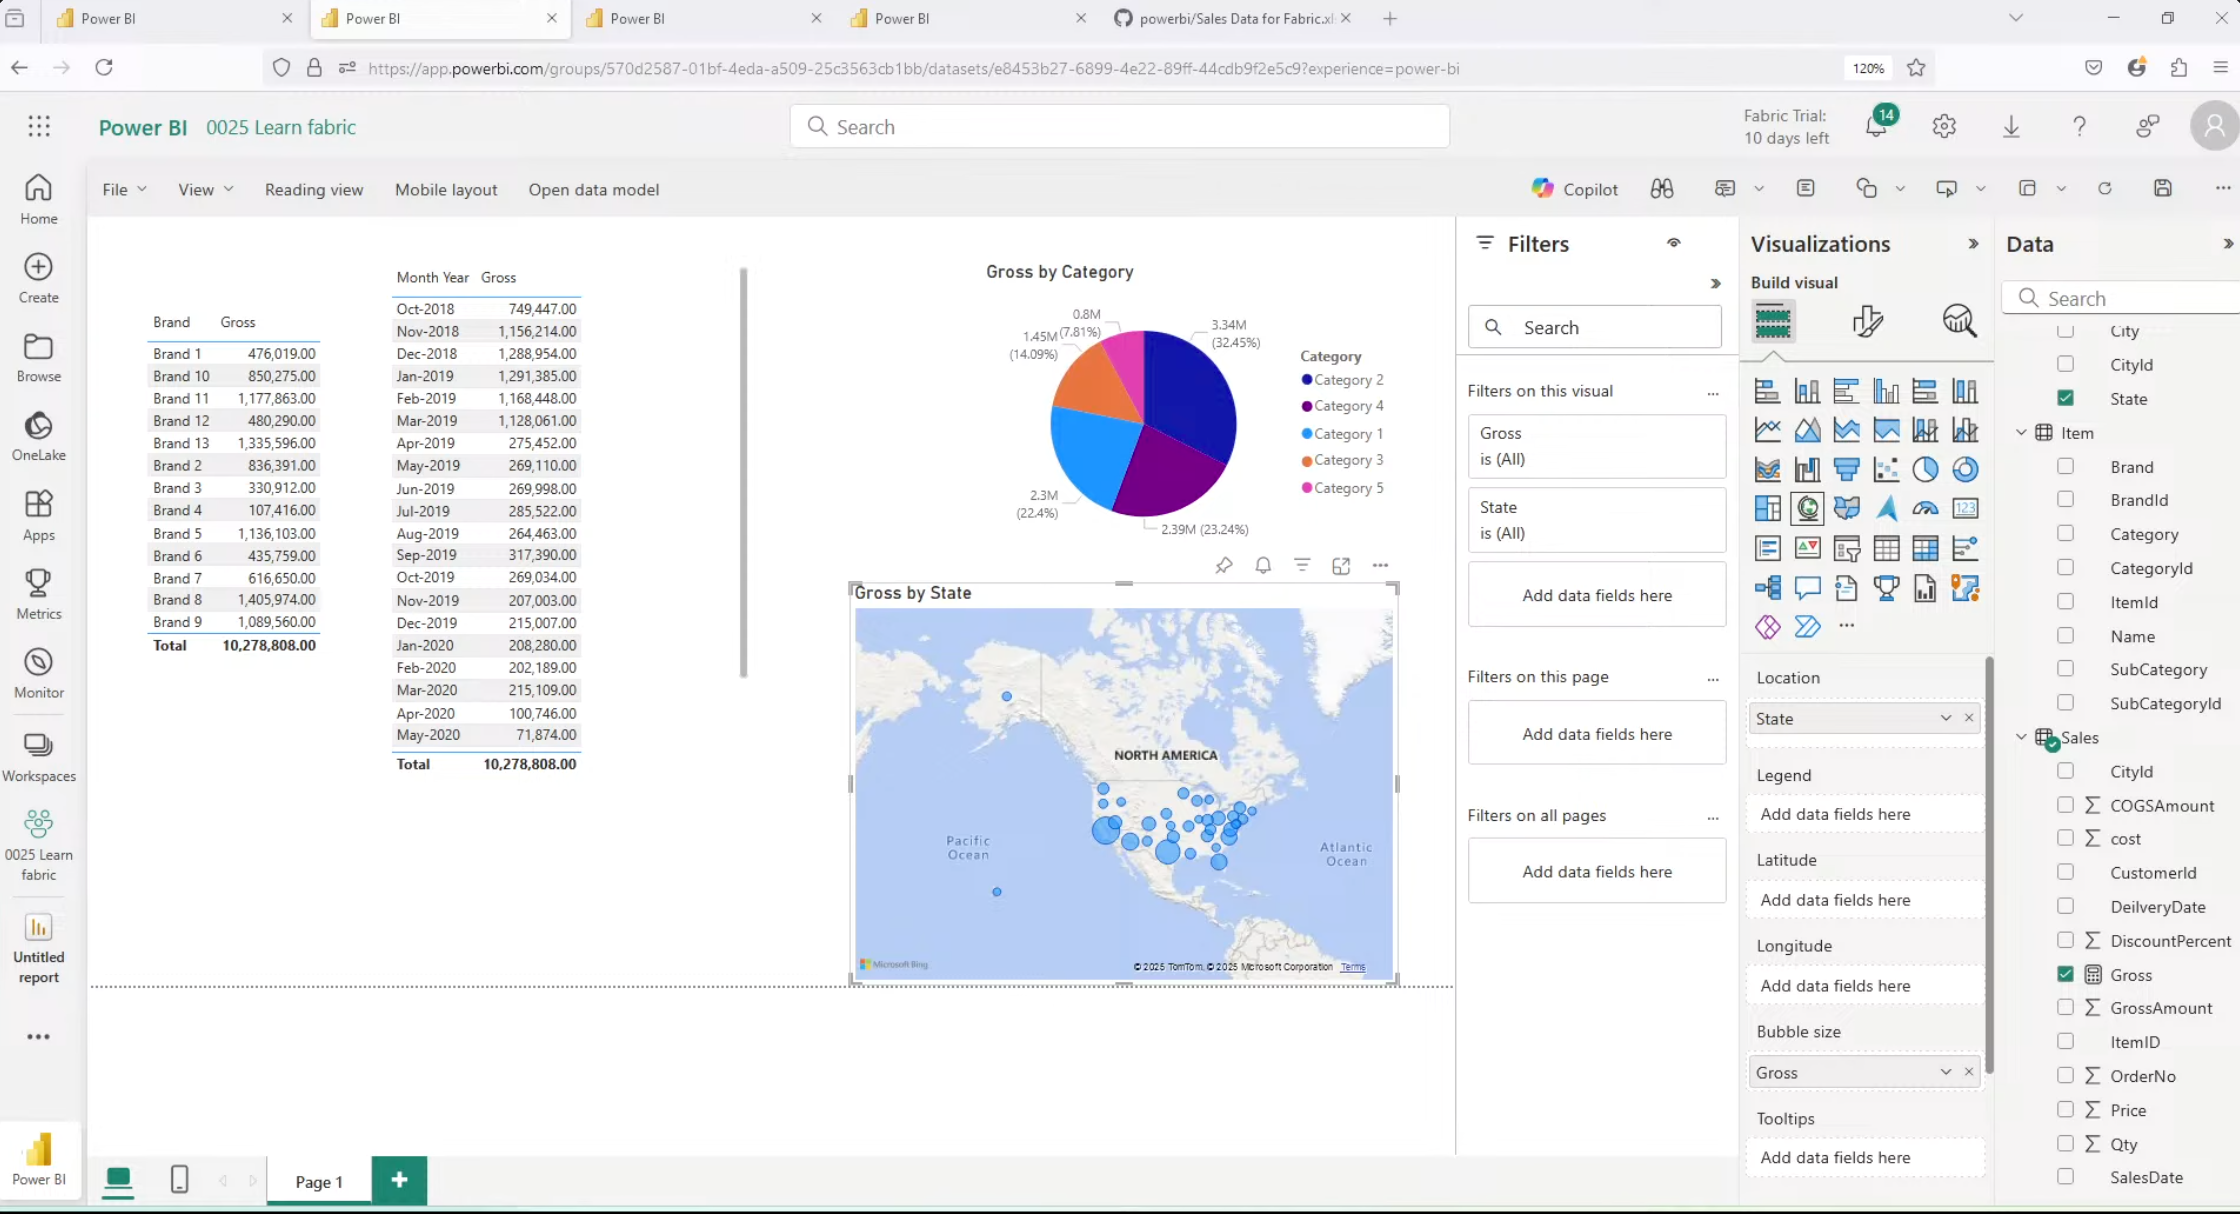 Power BI
Power BI
Power BI
Power BI
powerbi/Sales Data for Fabric.xl
https://app.powerbi.com/groups/570d2587-01bf-4eda-a509-25c3563cb1bb/datasets/e8453b27-6899-4e22-89ff-44cdb9f2e5c9?experience=power-bi
120%
Power BI 0025 Learn fabric
Search
Fabric Trial:
10 days left
14
File
View
Reading view
Mobile layout
Open data model
Copilot
Home
Create
Browse
OneLake
Apps
Metrics
Monitor
Workspaces
0025 Learn
fabric
Untitled
report
Power BI
Brand Gross
Brand 1 476,019.00
Brand 10 850,275.00
Brand 11 1,177,863.00
Brand 12 480,290.00
Brand 13 1,335,596.00
Brand 2 836,391.00
Brand 3 330,912.00
Brand 4 107,416.00
Brand 5 1,136,103.00
Brand 6 435,759.00
Brand 7 616,650.00
Brand 8 1,405,974.00
Brand 9 1,089,560.00
Total 10,278,808.00
Month Year Gross
Oct-2018 749,447.00
Nov-2018 1,156,214.00
Dec-2018 1,288,954.00
Jan-2019 1,291,385.00
Feb-2019 1,168,448.00
Mar-2019 1,128,061.00
Apr-2019 275,452.00
May-2019 269,110.00
Jun-2019 269,998.00
Jul-2019 285,522.00
Aug-2019 264,463.00
Sep-2019 317,390.00
Oct-2019 269,034.00
Nov-2019 207,003.00
Dec-2019 215,007.00
Jan-2020 208,280.00
Feb-2020 202,189.00
Mar-2020 215,109.00
Apr-2020 100,746.00
May-2020 71,874.00
Total 10,278,808.00
Gross by Category
0.8M
(7.81%)
1.45M
(14.09%)
3.34M
(32.45%)
2.3M
(22.4%)
2.39M (23.24%)
Category
Category 2
Category 4
Category 1
Category 3
Category 5
Gross by State
NORTH AMERICA
Pacific
Ocean
Atlantic
Ocean
Microsoft Bing
© 2025 TomTom, © 2025 Microsoft Corporation Terms
Page 1
Filters
Search
Filters on this visual
Gross
is (All)
State
is (All)
Add data fields here
Filters on this page
Add data fields here
Filters on all pages
Add data fields here
Visualizations
Build visual
123
Location
State
Legend
Add data fields here
Latitude
Add data fields here
Longitude
Add data fields here
Bubble size
Gross
Tooltips
Add data fields here
Data
Search
City
CityId
State
Item
Brand
BrandId
Category
CategoryId
ItemId
Name
SubCategory
SubCategoryId
Sales
CityId
COGSAmount
cost
CustomerId
DeilveryDate
DiscountPercent
Gross
GrossAmount
ItemID
OrderNo
Price
Qty
SalesDate